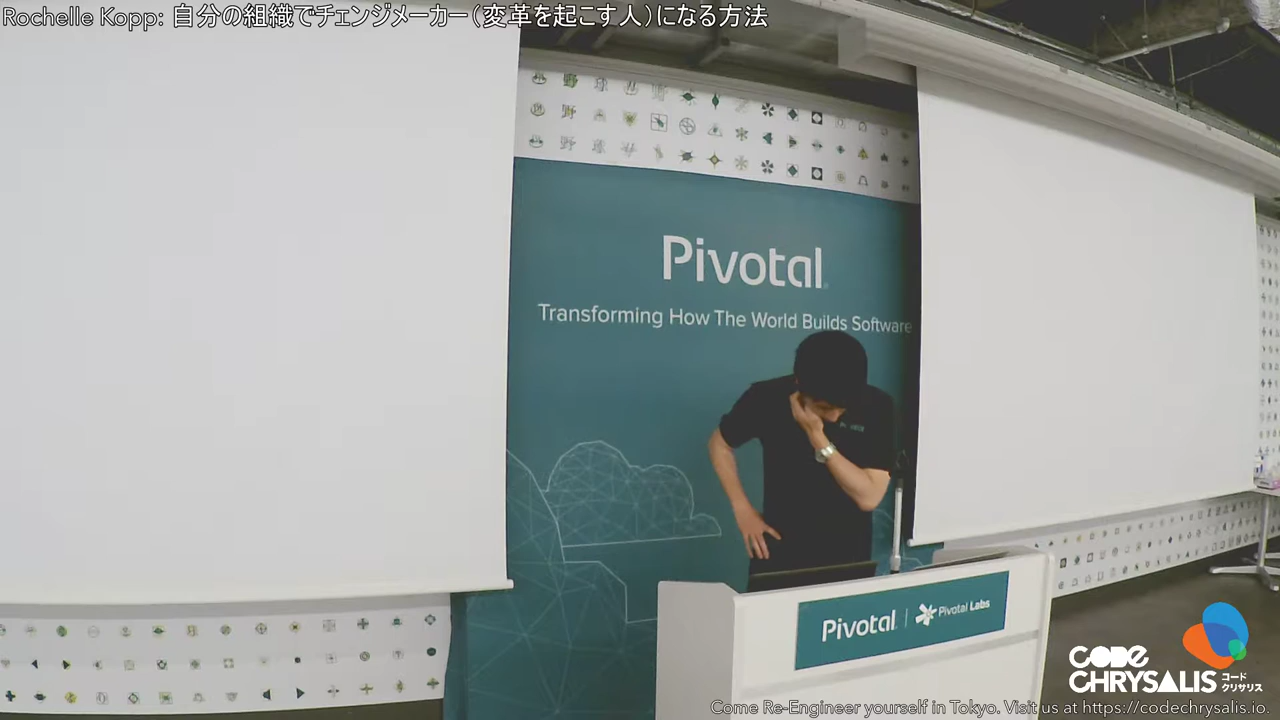 Rochelle Kopp: 自分の組織でチェンジメーカー（変革を起こす人）になる方法
Pivotal
Transforming How The World Builds Software
Pivotal
Pivotal Labs
CODE
CHRYSALIS
コード
クリサリス
Come Re-Engineer yourself in Tokyo. Visit us at https://codechrysalis.io.